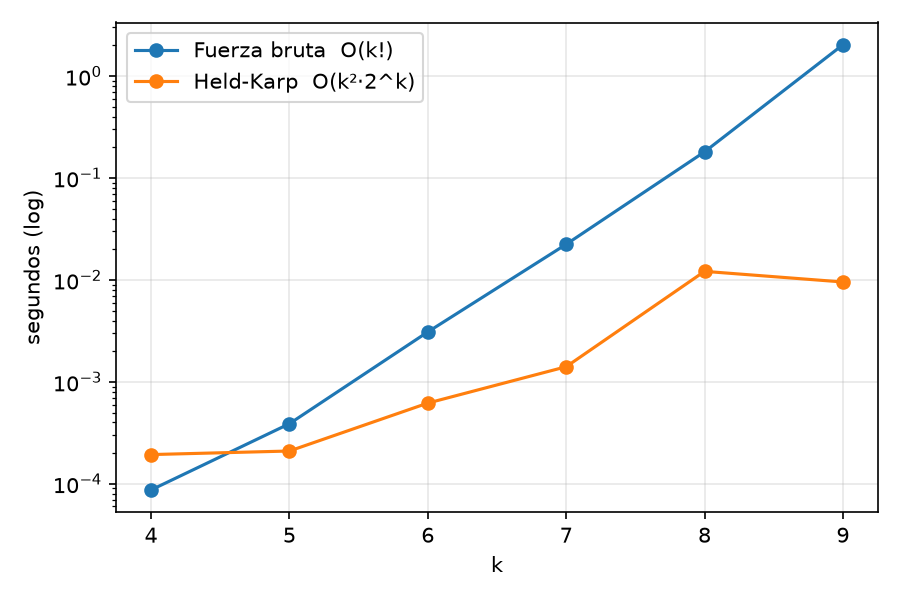 Fuerza bruta  O(k!)
Held-Karp  O(k²·2^k)
segundos (log)
10⁰
10⁻¹
10⁻²
10⁻³
10⁻⁴
4 5 6 7 8 9
k